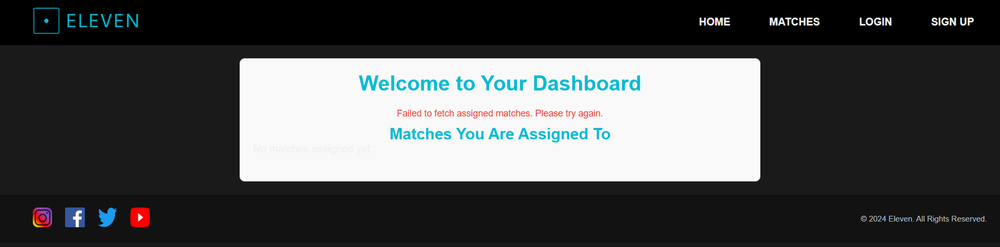 ELEVEN
HOME MATCHES LOGIN SIGN UP
Welcome to Your Dashboard
Failed to fetch assigned matches. Please try again.
Matches You Are Assigned To
No matches assigned yet.
© 2024 Eleven. All Rights Reserved.